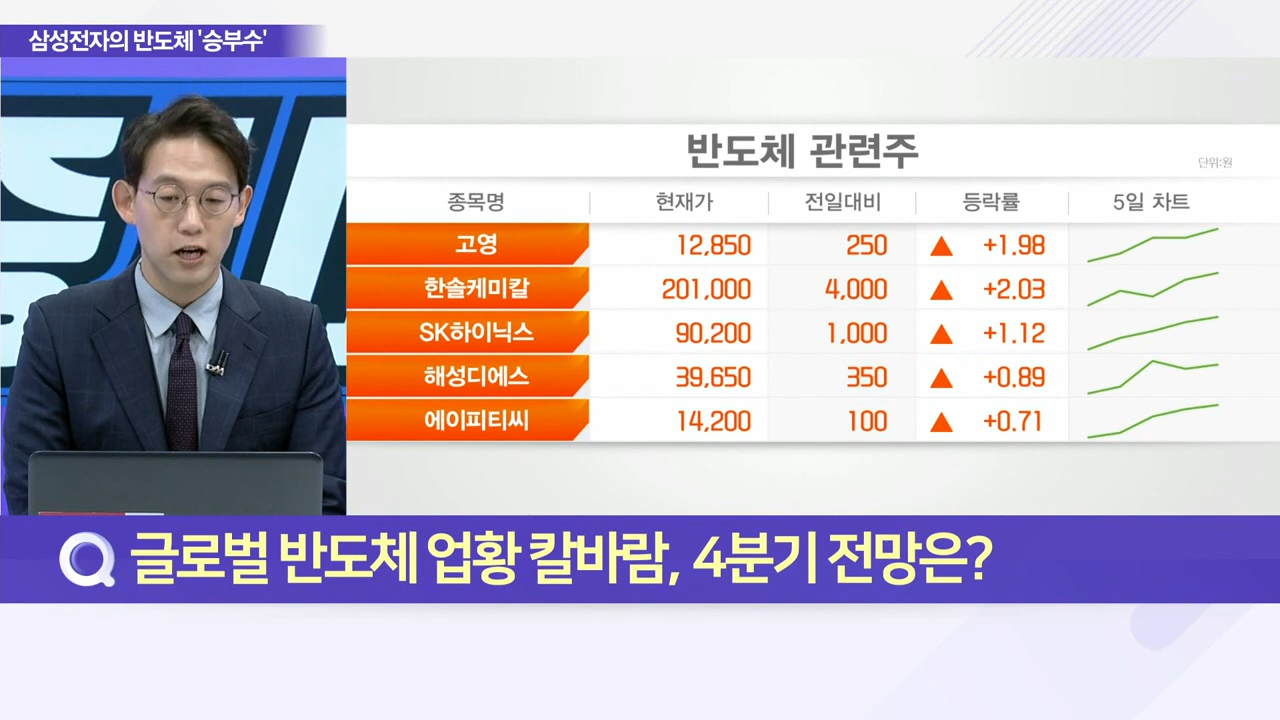 삼성전자의 반도체 '승부수'
반도체 관련주
단위:원
종목명 현재가 전일대비 등락률 5일 차트
고영 12,850 250 ▲ +1.98
한솔케미칼 201,000 4,000 ▲ +2.03
SK하이닉스 90,200 1,000 ▲ +1.12
해성디에스 39,650 350 ▲ +0.89
에이피티씨 14,200 100 ▲ +0.71
글로벌 반도체 업황 칼바람, 4분기 전망은?